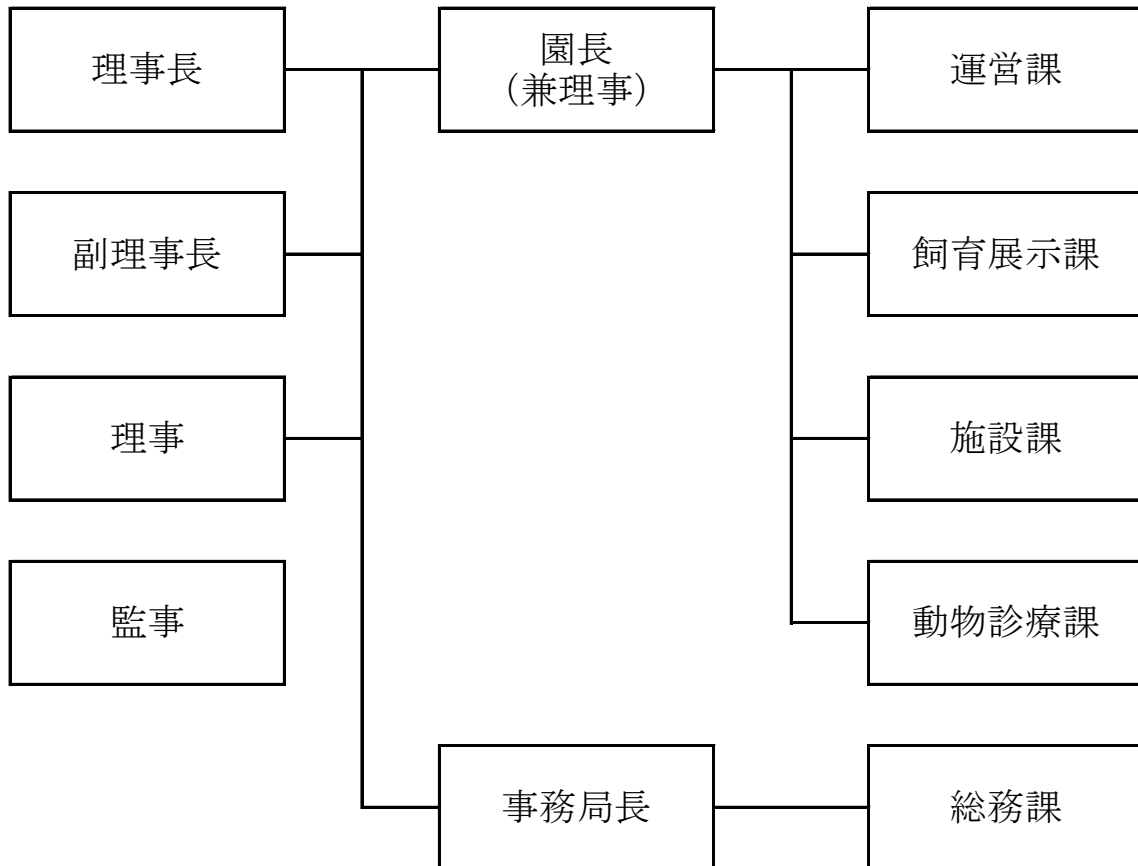 理事長
園長
（兼理事）
運営課
副理事長
飼育展示課
理事
施設課
監事
動物診療課
事務局長
総務課